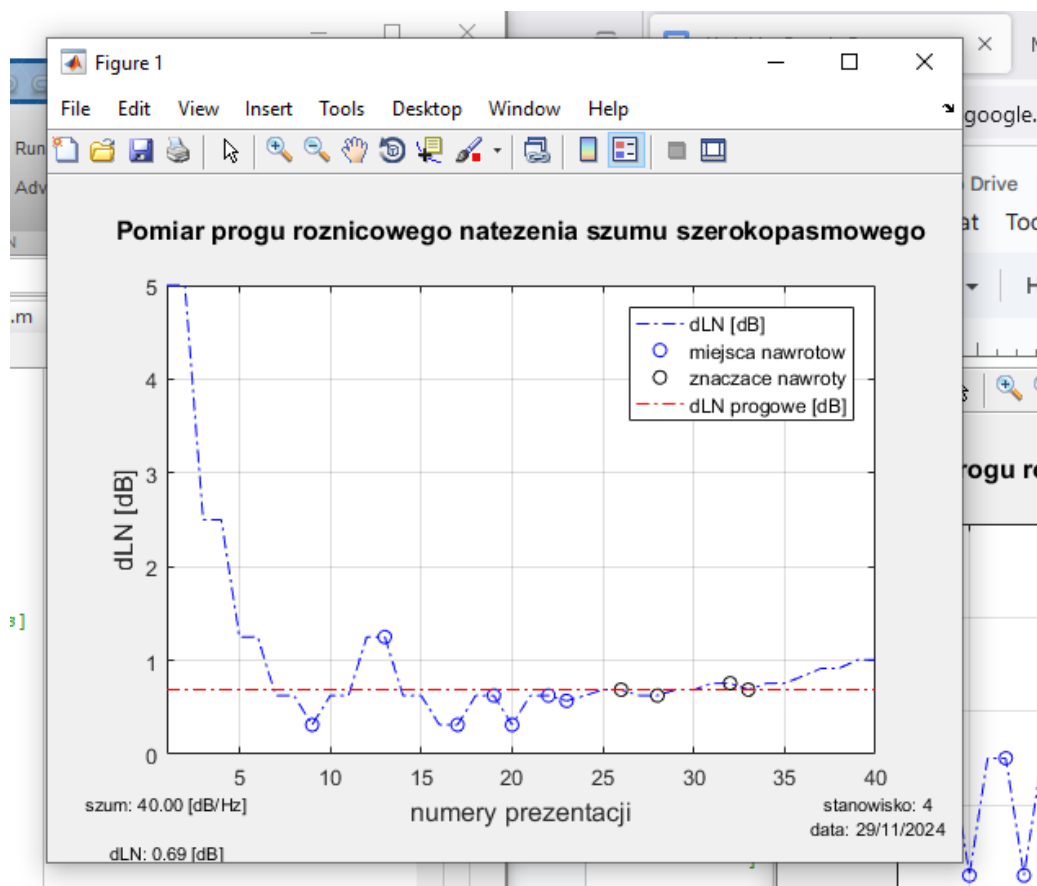 Figure 1
File Edit View Insert Tools Desktop Window Help
google.
Run
Adv
Drive
Pomiar progu roznicowego natezenia szumu szerokopasmowego
at Too
N
.m
H
5
4
3
2
1
0
dLN [dB]
dLN [dB]
miejsca nawrotow
znaczace nawroty
dLN progowe [dB]
rogu ro
5 10 15 20 25 30 35 40
szum: 40.00 [dB/Hz]
numery prezentacji
stanowisko: 4
data: 29/11/2024
dLN: 0.69 [dB]